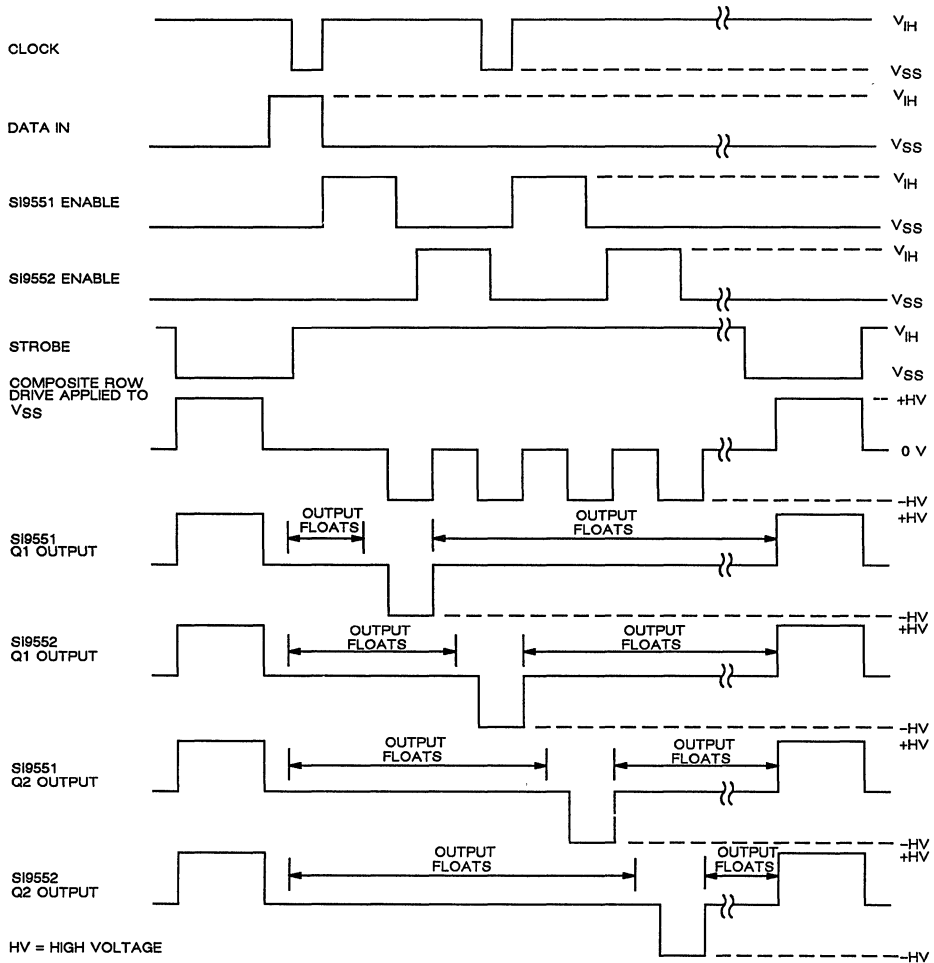 VIH
CLOCK
VSS
VIH
DATA IN
VSS
VIH
SI9551 ENABLE
VSS
VIH
SI9552 ENABLE
VSS
VIH
STROBE
VSS
COMPOSITE ROW
DRIVE APPLIED TO
VSS
+HV
0 V
-HV
OUTPUT
FLOATS
OUTPUT
FLOATS
+HV
SI9551
Q1 OUTPUT
-HV
OUTPUT
FLOATS
OUTPUT
FLOATS
+HV
SI9552
Q1 OUTPUT
-HV
OUTPUT
FLOATS
OUTPUT
FLOATS
+HV
SI9551
Q2 OUTPUT
-HV
OUTPUT
FLOATS
OUTPUT
FLOATS
+HV
SI9552
Q2 OUTPUT
HV = HIGH VOLTAGE
-HV